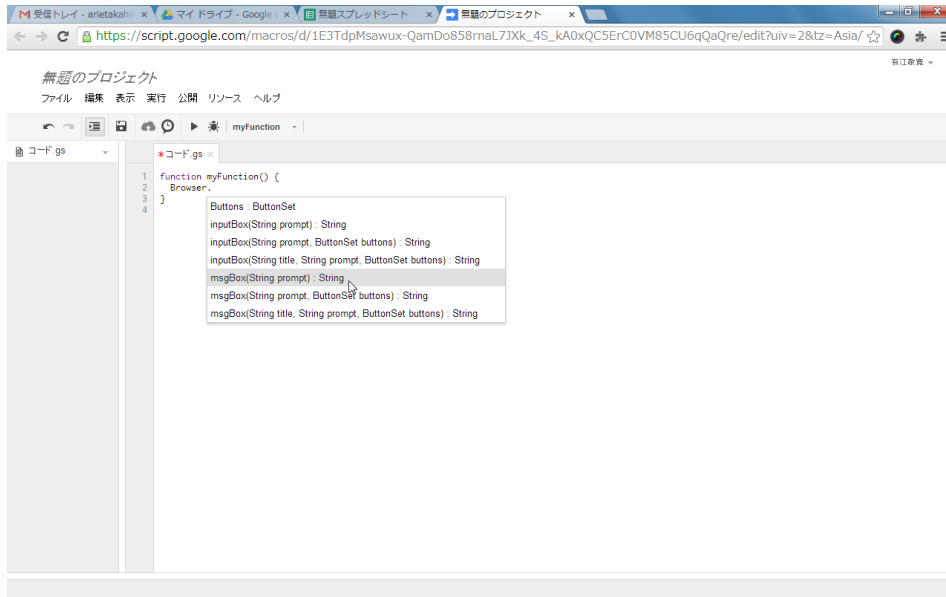 受信トレイ - arietakahir
マイ ドライブ - Google D
無題スプレッドシート
無題のプロジェクト
https://script.google.com/macros/d/1E3TdpMsawux-QamDo858rnaL7JXk_4S_kA0xQC5ErC0VM85CU6qQaQre/edit?uiv=2&tz=Asia/
有江敬寛
無題のプロジェクト
ファイル 編集 表示 実行 公開 リソース ヘルプ
myFunction
コード.gs
*コード.gs
1 function myFunction() {
2 Browser.
3 }
4
Buttons : ButtonSet
inputBox(String prompt) : String
inputBox(String prompt, ButtonSet buttons) : String
inputBox(String title, String prompt, ButtonSet buttons) : String
msgBox(String prompt) : String
msgBox(String prompt, ButtonSet buttons) : String
msgBox(String title, String prompt, ButtonSet buttons) : String